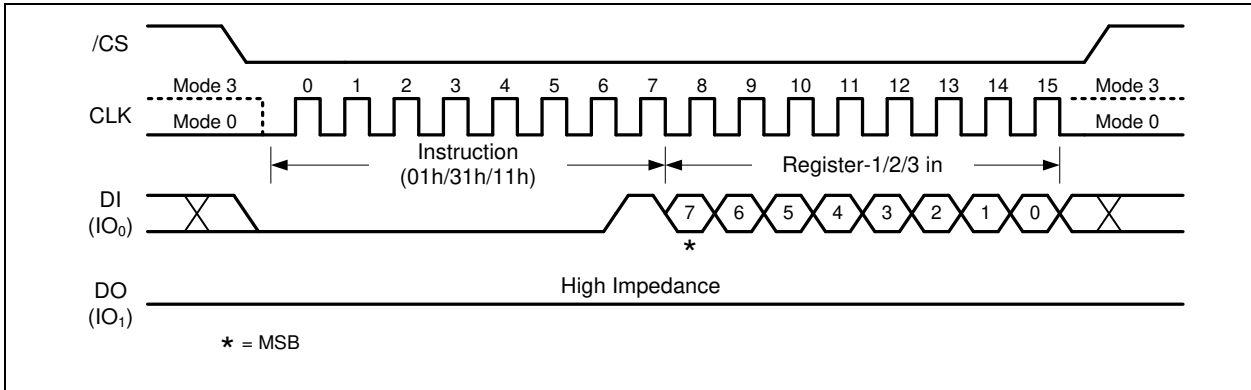 /CS
Mode 3 0 1 2 3 4 5 6 7 8 9 10 11 12 13 14 15 Mode 3
CLK
Mode 0 Mode 0
Instruction
(01h/31h/11h)
Register-1/2/3 in
DI
(IO₀)
7 6 5 4 3 2 1 0
*
DO
(IO₁)
High Impedance
* = MSB